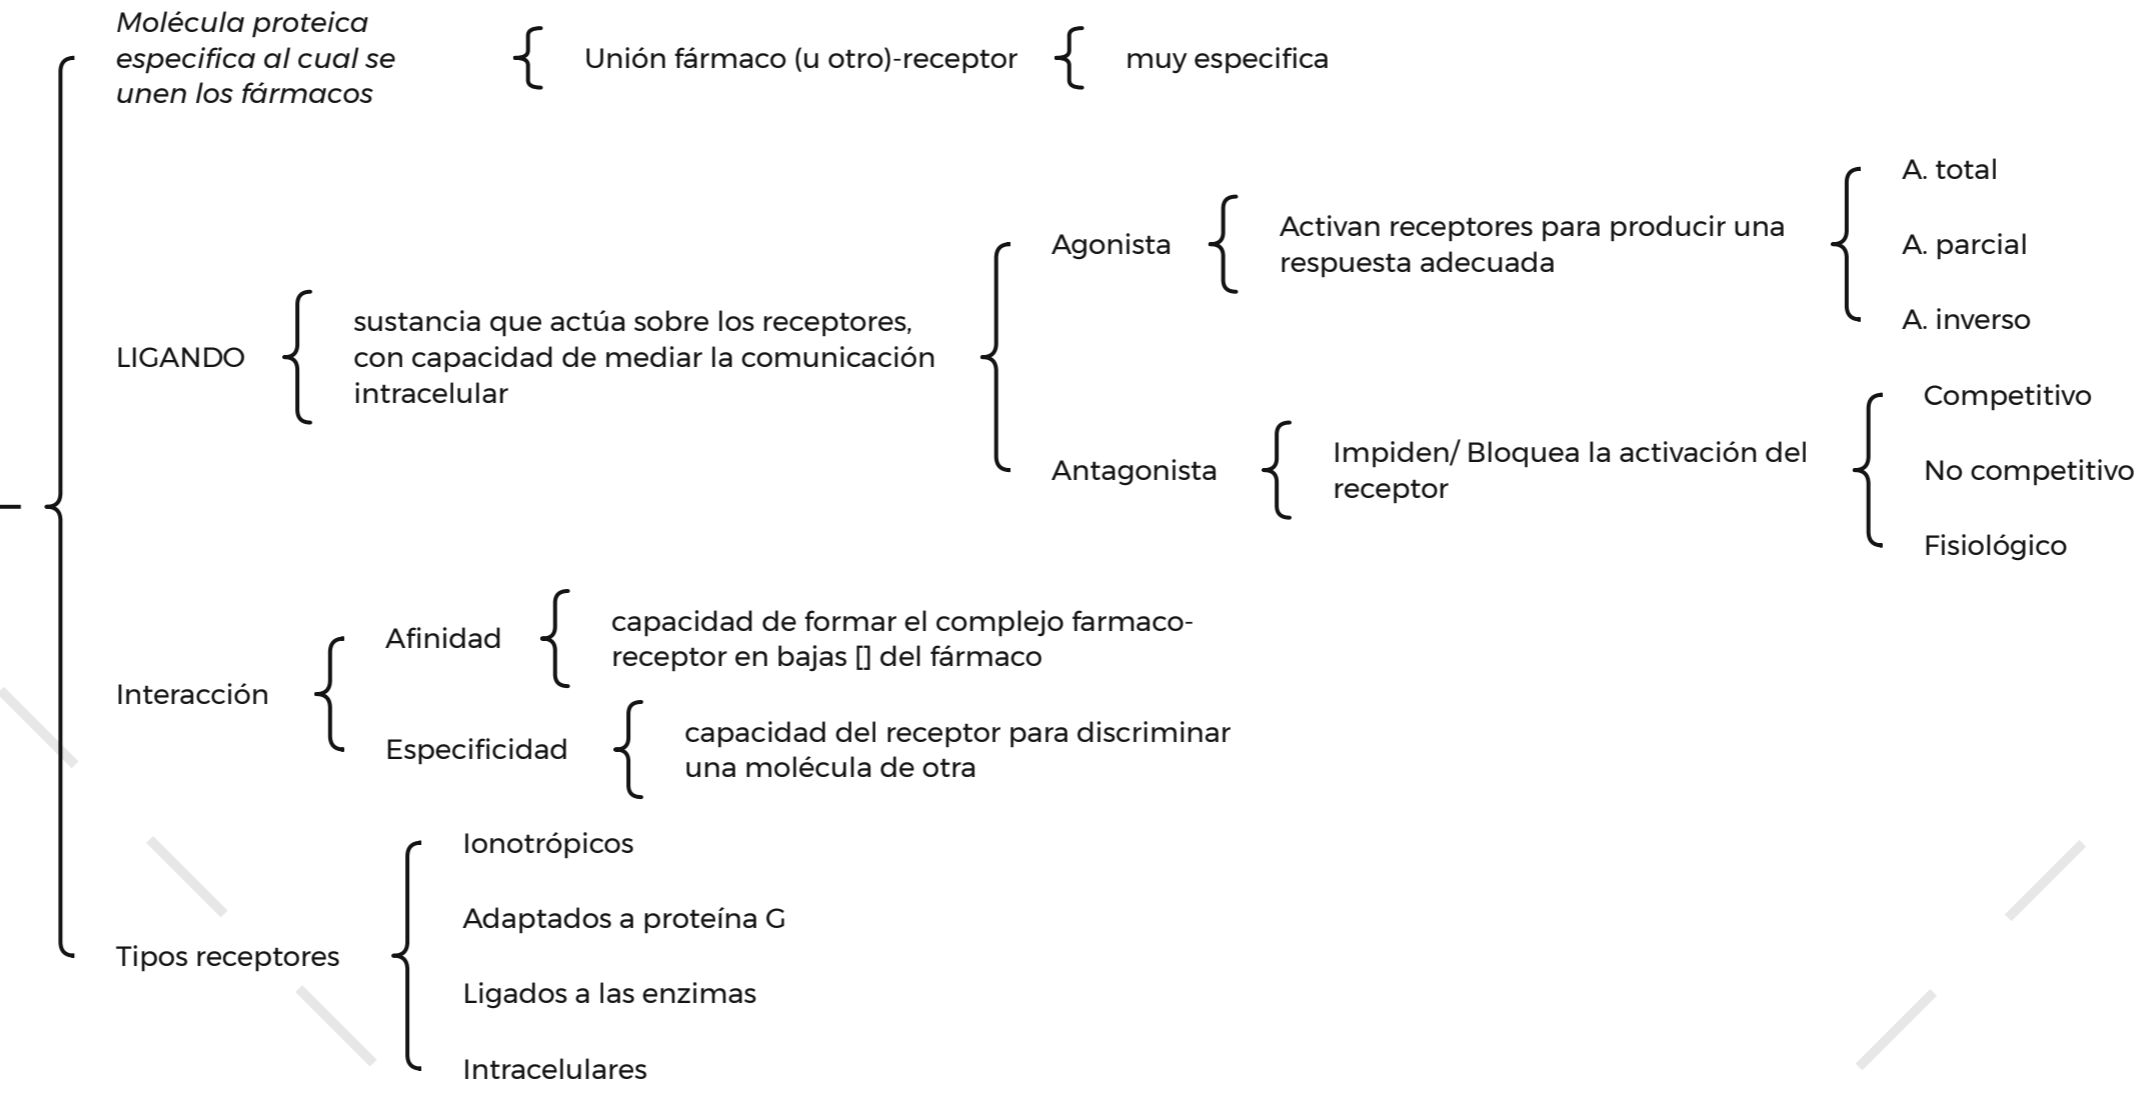 Molécula proteica
especifica al cual se
unen los fármacos
Unión fármaco (u otro)-receptor
muy especifica
LIGANDO
sustancia que actúa sobre los receptores,
con capacidad de mediar la comunicación
intracelular
Agonista
Activan receptores para producir una
respuesta adecuada
A. total
A. parcial
A. inverso
Antagonista
Impiden/ Bloquea la activación del
receptor
Competitivo
No competitivo
Fisiológico
Interacción
Afinidad
capacidad de formar el complejo farmaco-
receptor en bajas [] del fármaco
Especificidad
capacidad del receptor para discriminar
una molécula de otra
Tipos receptores
Ionotrópicos
Adaptados a proteína G
Ligados a las enzimas
Intracelulares